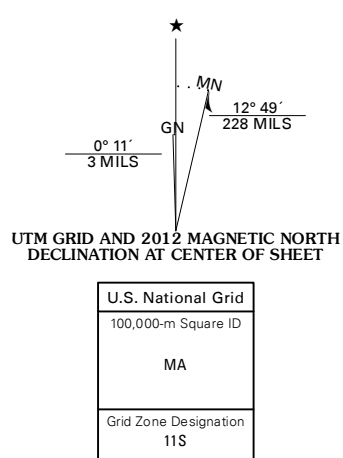 ★
MN
12° 49´
228 MILS
GN
0° 11´
3 MILS
UTM GRID AND 2012 MAGNETIC NORTH
DECLINATION AT CENTER OF SHEET
U.S. National Grid
100,000-m Square ID
MA
Grid Zone Designation
11S